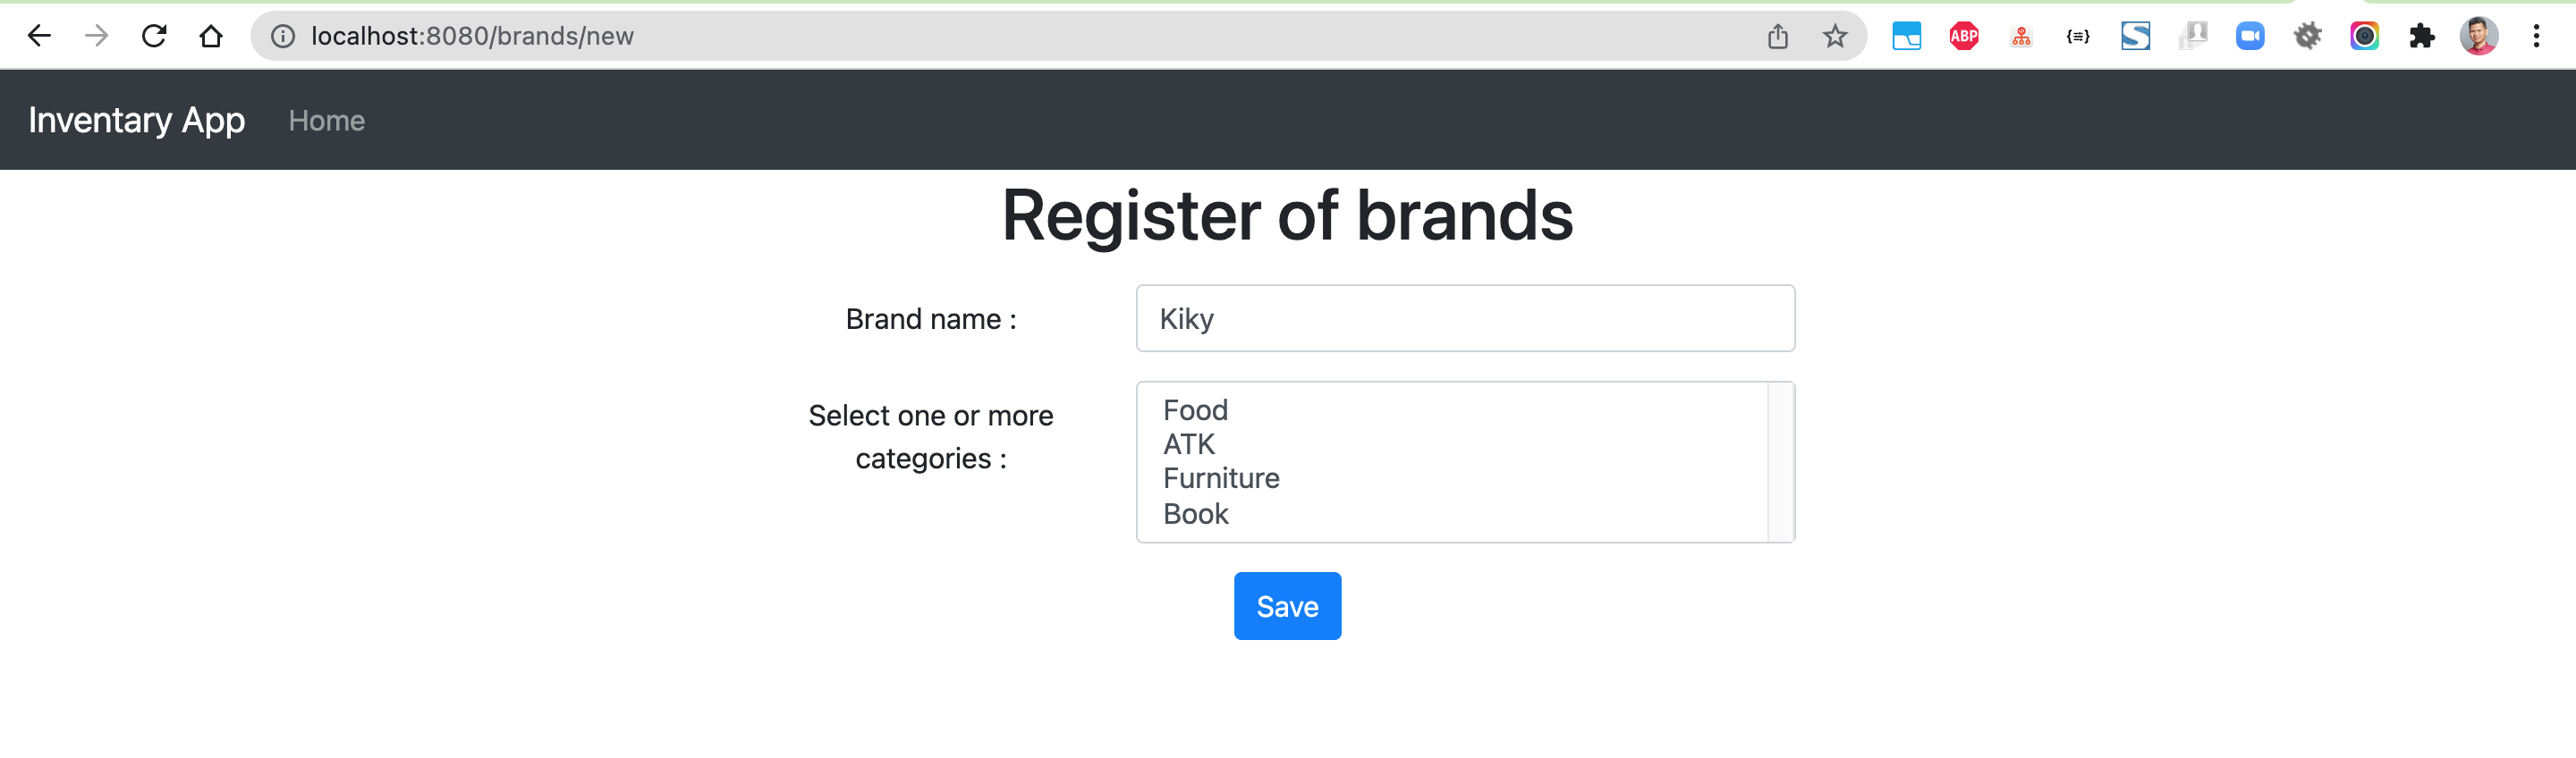 localhost:8080/brands/new
ABP
Inventary App Home
Register of brands
Brand name :
Kiky
Select one or more
categories :
Food
ATK
Furniture
Book
Save